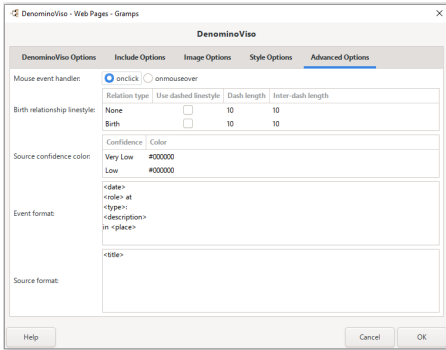 DenominoViso - Web Pages - Gramps
DenominoViso
DenominoViso Options Include Options Image Options Style Options Advanced Options
Mouse event handler: onclick onmouseover
Relation type Use dashed linestyle Dash length Inter-dash length
Birth relationship linestyle: None 10 10
Birth 10 10
Confidence Color
Source confidence color: Very Low #000000
Low #000000
Event format: <date>
<role> at
<type>:
<description>
in <place>
Source format: <title>
Help Cancel OK